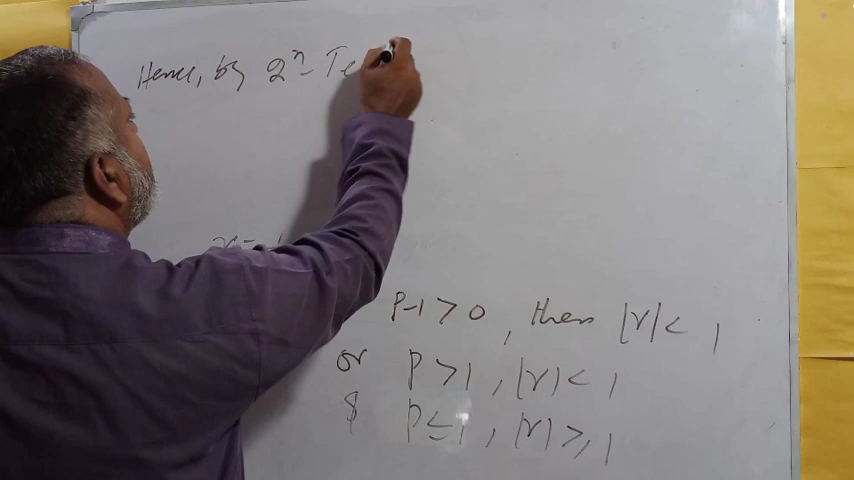 Hence, by 2ⁿ- Te
P-1 > 0, then |r| < 1
or P > 1, |r| < 1
& P ≤ 1, |r| ≥ 1